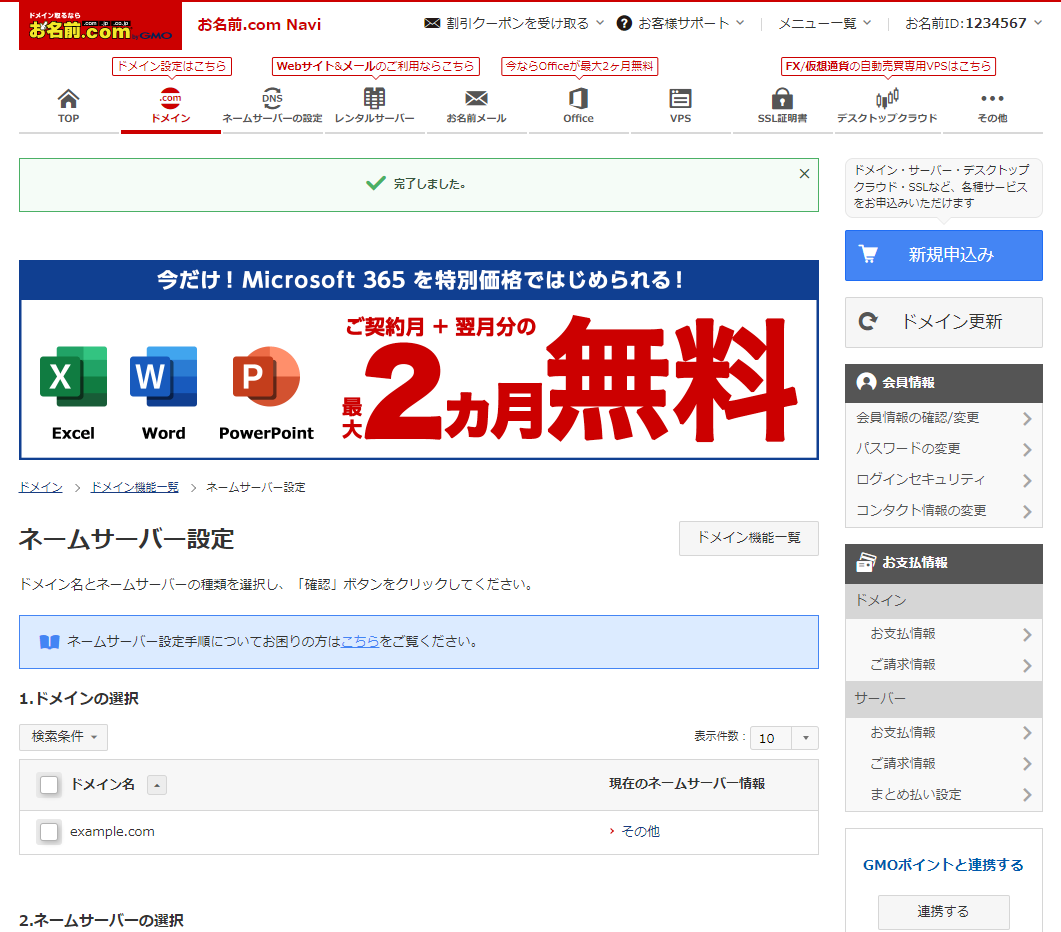 ドメイン取るなら
.com .jp .co.jp
お名前.com
by GMO
お名前.com Navi
割引クーポンを受け取る
お客様サポート
メニュー一覧
お名前ID:1234567
ドメイン設定はこちら
Webサイト&メールのご利用ならこちら
今ならOfficeが最大2ヶ月無料
FX/仮想通貨の自動売買専用VPSはこちら
TOP
.com
ドメイン
DNS
ネームサーバーの設定
レンタルサーバー
お名前メール
Office
VPS
SSL証明書
デスクトップクラウド
その他
完了しました。
今だけ！Microsoft 365 を特別価格ではじめられる！
X
W
P
Excel
Word
PowerPoint
ご契約月 + 翌月分の
最大2カ月無料
ドメイン
ドメイン機能一覧
ネームサーバー設定
ネームサーバー設定
ドメイン機能一覧
ドメイン名とネームサーバーの種類を選択し、「確認」ボタンをクリックしてください。
ネームサーバー設定手順についてお困りの方はこちらをご覧ください。
1.ドメインの選択
検索条件
表示件数：
10
ドメイン名
現在のネームサーバー情報
example.com
その他
2.ネームサーバーの選択
ドメイン・サーバー・デスクトップ
クラウド・SSLなど、各種サービス
をお申込みいただけます
新規申込み
ドメイン更新
会員情報
会員情報の確認/変更
パスワードの変更
ログインセキュリティ
コンタクト情報の変更
お支払情報
ドメイン
お支払情報
ご請求情報
サーバー
お支払情報
ご請求情報
まとめ払い設定
GMOポイントと連携する
連携する